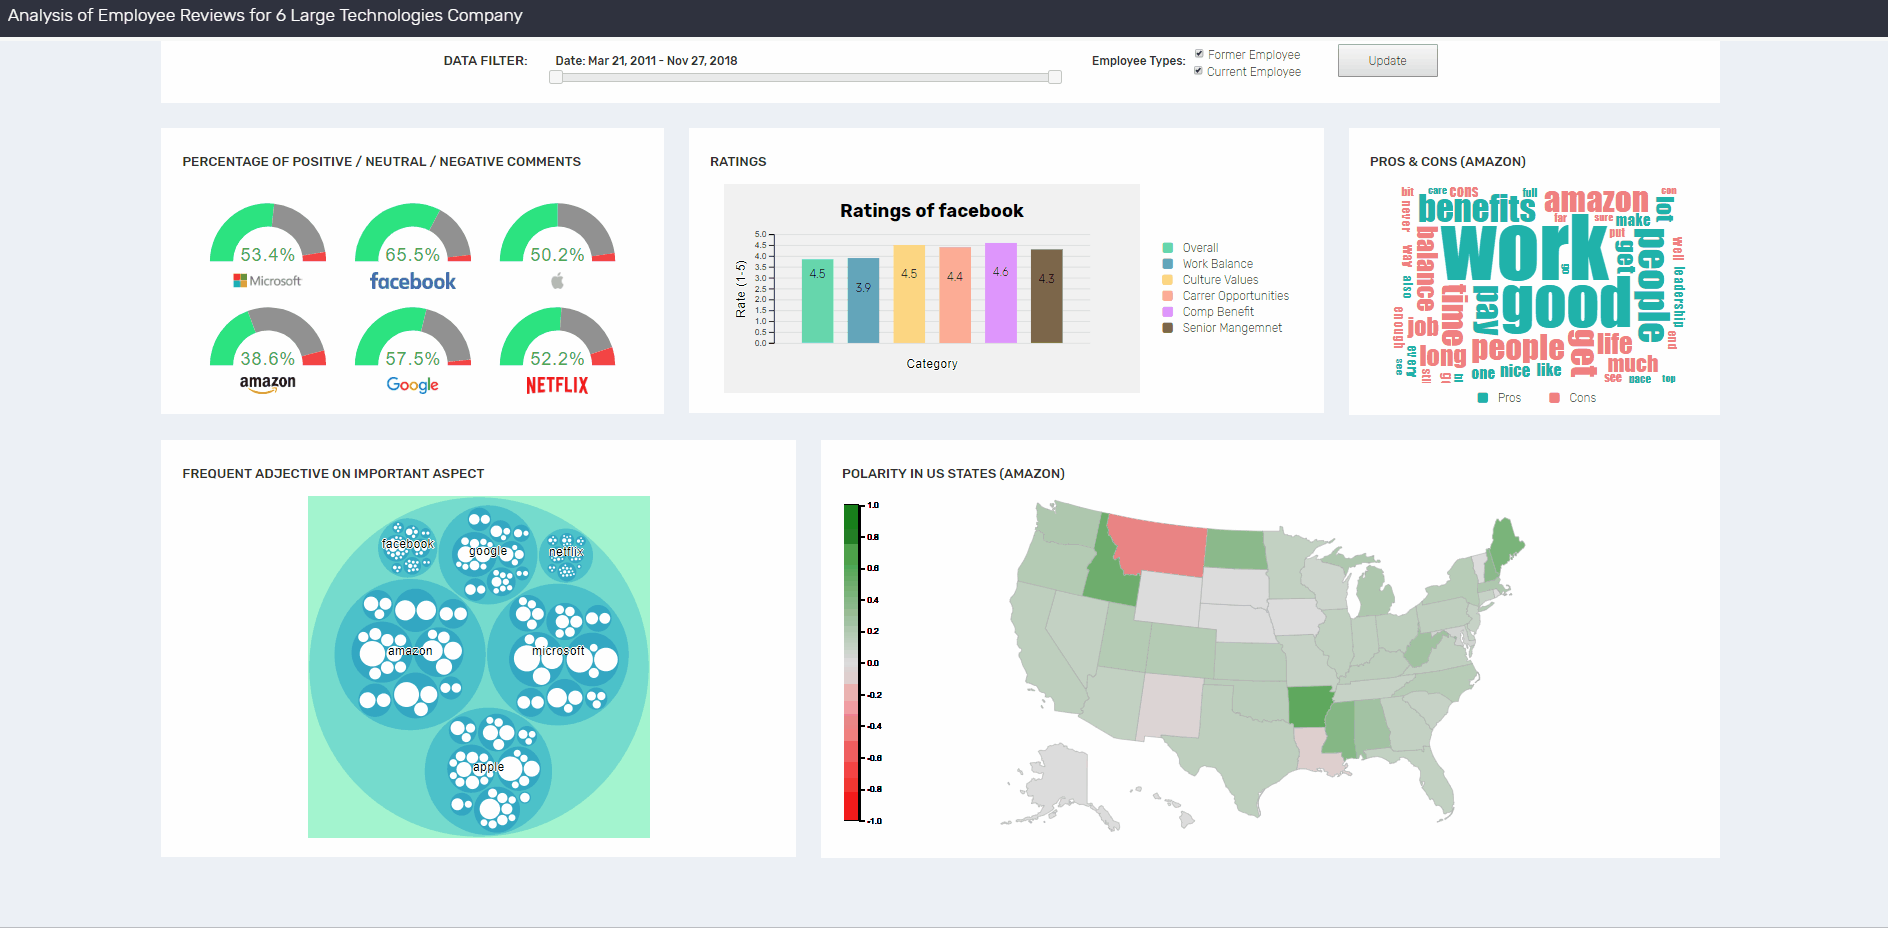 Analysis of Employee Reviews for 6 Large Technologies Company
DATA FILTER:
Date: Mar 21, 2011 - Nov 27, 2018
Employee Types:
Former Employee
Current Employee
Update
PERCENTAGE OF POSITIVE / NEUTRAL / NEGATIVE COMMENTS
53.4%
65.5%
50.2%
Microsoft
facebook
38.6%
57.5%
52.2%
amazon
Google
NETFLIX
RATINGS
Ratings of facebook
Rate (1-5)
5.0
4.5
4.0
3.5
3.0
2.5
2.0
1.5
1.0
0.5
0.0
4.5
3.9
4.5
4.4
4.6
4.3
Category
Overall
Work Balance
Culture Values
Carrer Opportunities
Comp Benefit
Senior Mangemnet
PROS & CONS (AMAZON)
bit
care
cons
full
amazon
con
never
benefits
far
sure
make
lot
work
put
get
people
well
way
balance
go
leadership
also
time
pay
good
enough
job
get
life
end
every
long
people
much
see
one
nice
like
see
pace
top
Pros
Cons
FREQUENT ADJECTIVE ON IMPORTANT ASPECT
facebook
google
netflix
amazon
microsoft
apple
POLARITY IN US STATES (AMAZON)
1.0
0.8
0.6
0.4
0.2
0.0
-0.2
-0.4
-0.6
-0.8
-1.0